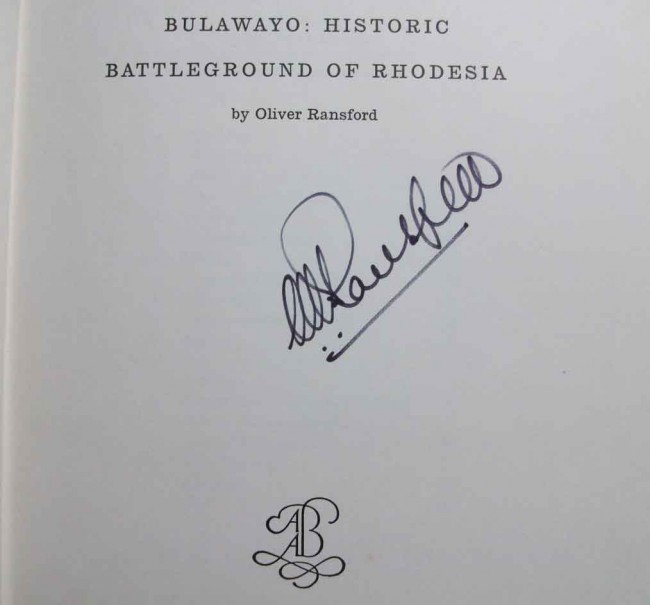 BULAWAYO: HISTORIC
BATTLEGROUND OF RHODESIA
by Oliver Ransford